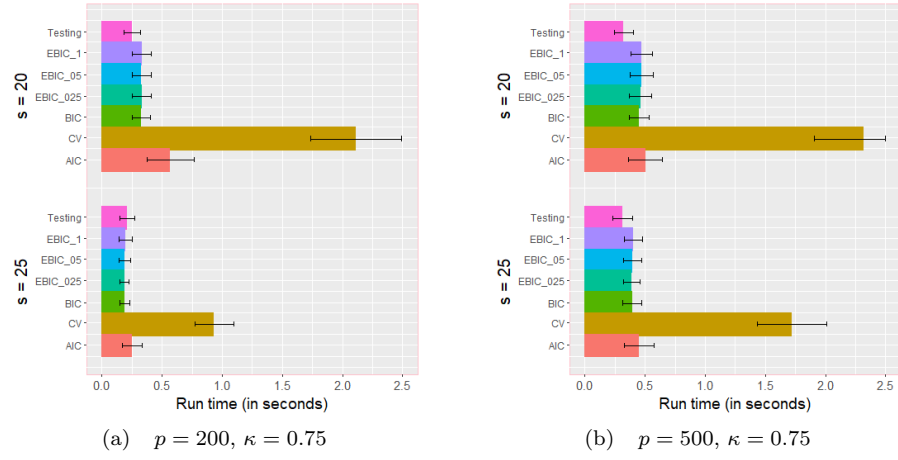 s = 20
Testing
EBIC_1
EBIC_05
EBIC_025
BIC
CV
AIC
s = 25
Testing
EBIC_1
EBIC_05
EBIC_025
BIC
CV
AIC
0.0 0.5 1.0 1.5 2.0 2.5
Run time (in seconds)
(a) p = 200, κ = 0.75
s = 20
Testing
EBIC_1
EBIC_05
EBIC_025
BIC
CV
AIC
s = 25
Testing
EBIC_1
EBIC_05
EBIC_025
BIC
CV
AIC
0.0 0.5 1.0 1.5 2.0 2.5
Run time (in seconds)
(b) p = 500, κ = 0.75